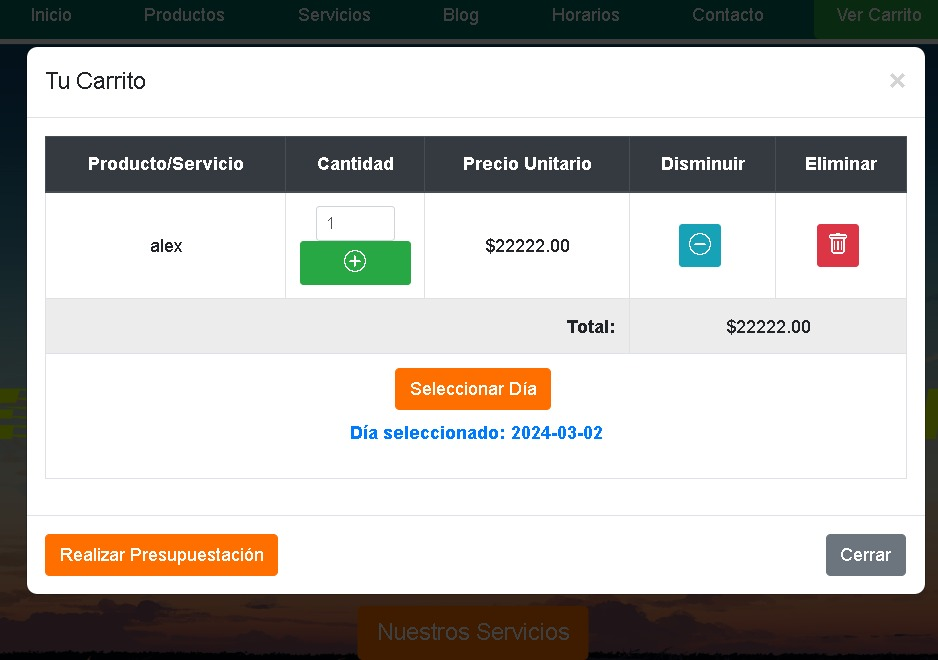 Inicio Productos Servicios Blog Horarios Contacto Ver Carrito
Tu Carrito ×
Producto/Servicio Cantidad Precio Unitario Disminuir Eliminar
alex 1 $22222.00
Total: $22222.00
Seleccionar Día
Día seleccionado: 2024-03-02
Realizar Presupuestación Cerrar
Nuestros Servicios